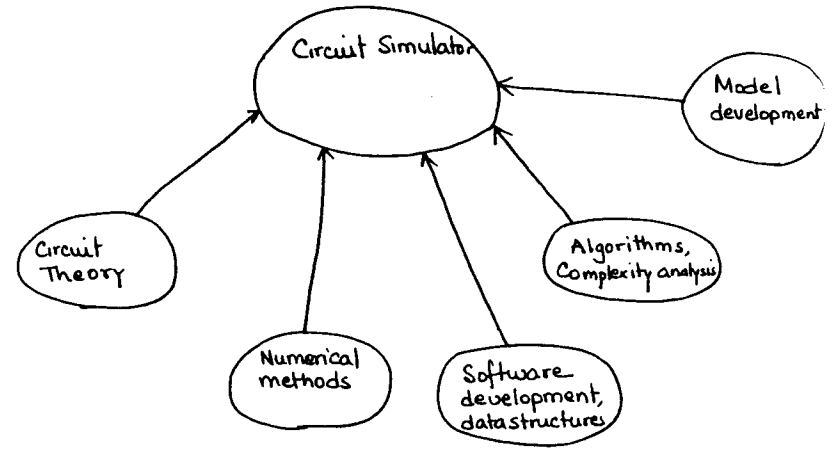 Circuit Simulator
Model
development
Circuit
Theory
Algorithms,
Complexity analysis
Numerical
methods
Software
development,
datastructures